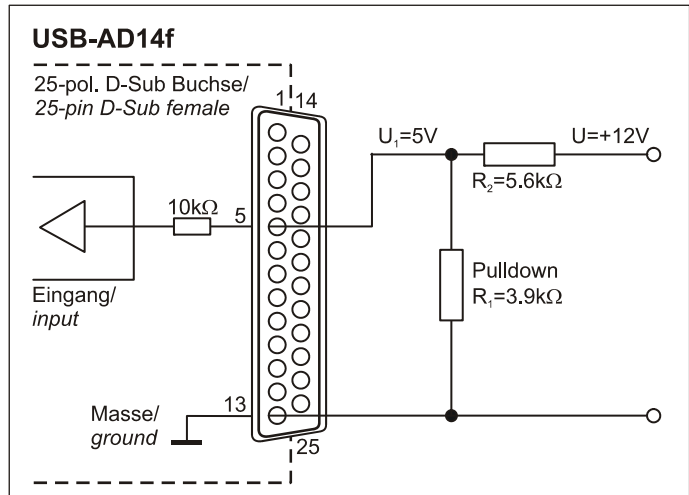 USB-AD14f
25-pol. D-Sub Buchse/
25-pin D-Sub female
1 14
U₁=5V
U=+12V
R₂=5.6kΩ
10kΩ
5
Pulldown
R₁=3.9kΩ
Eingang/
input
Masse/
ground
13
25